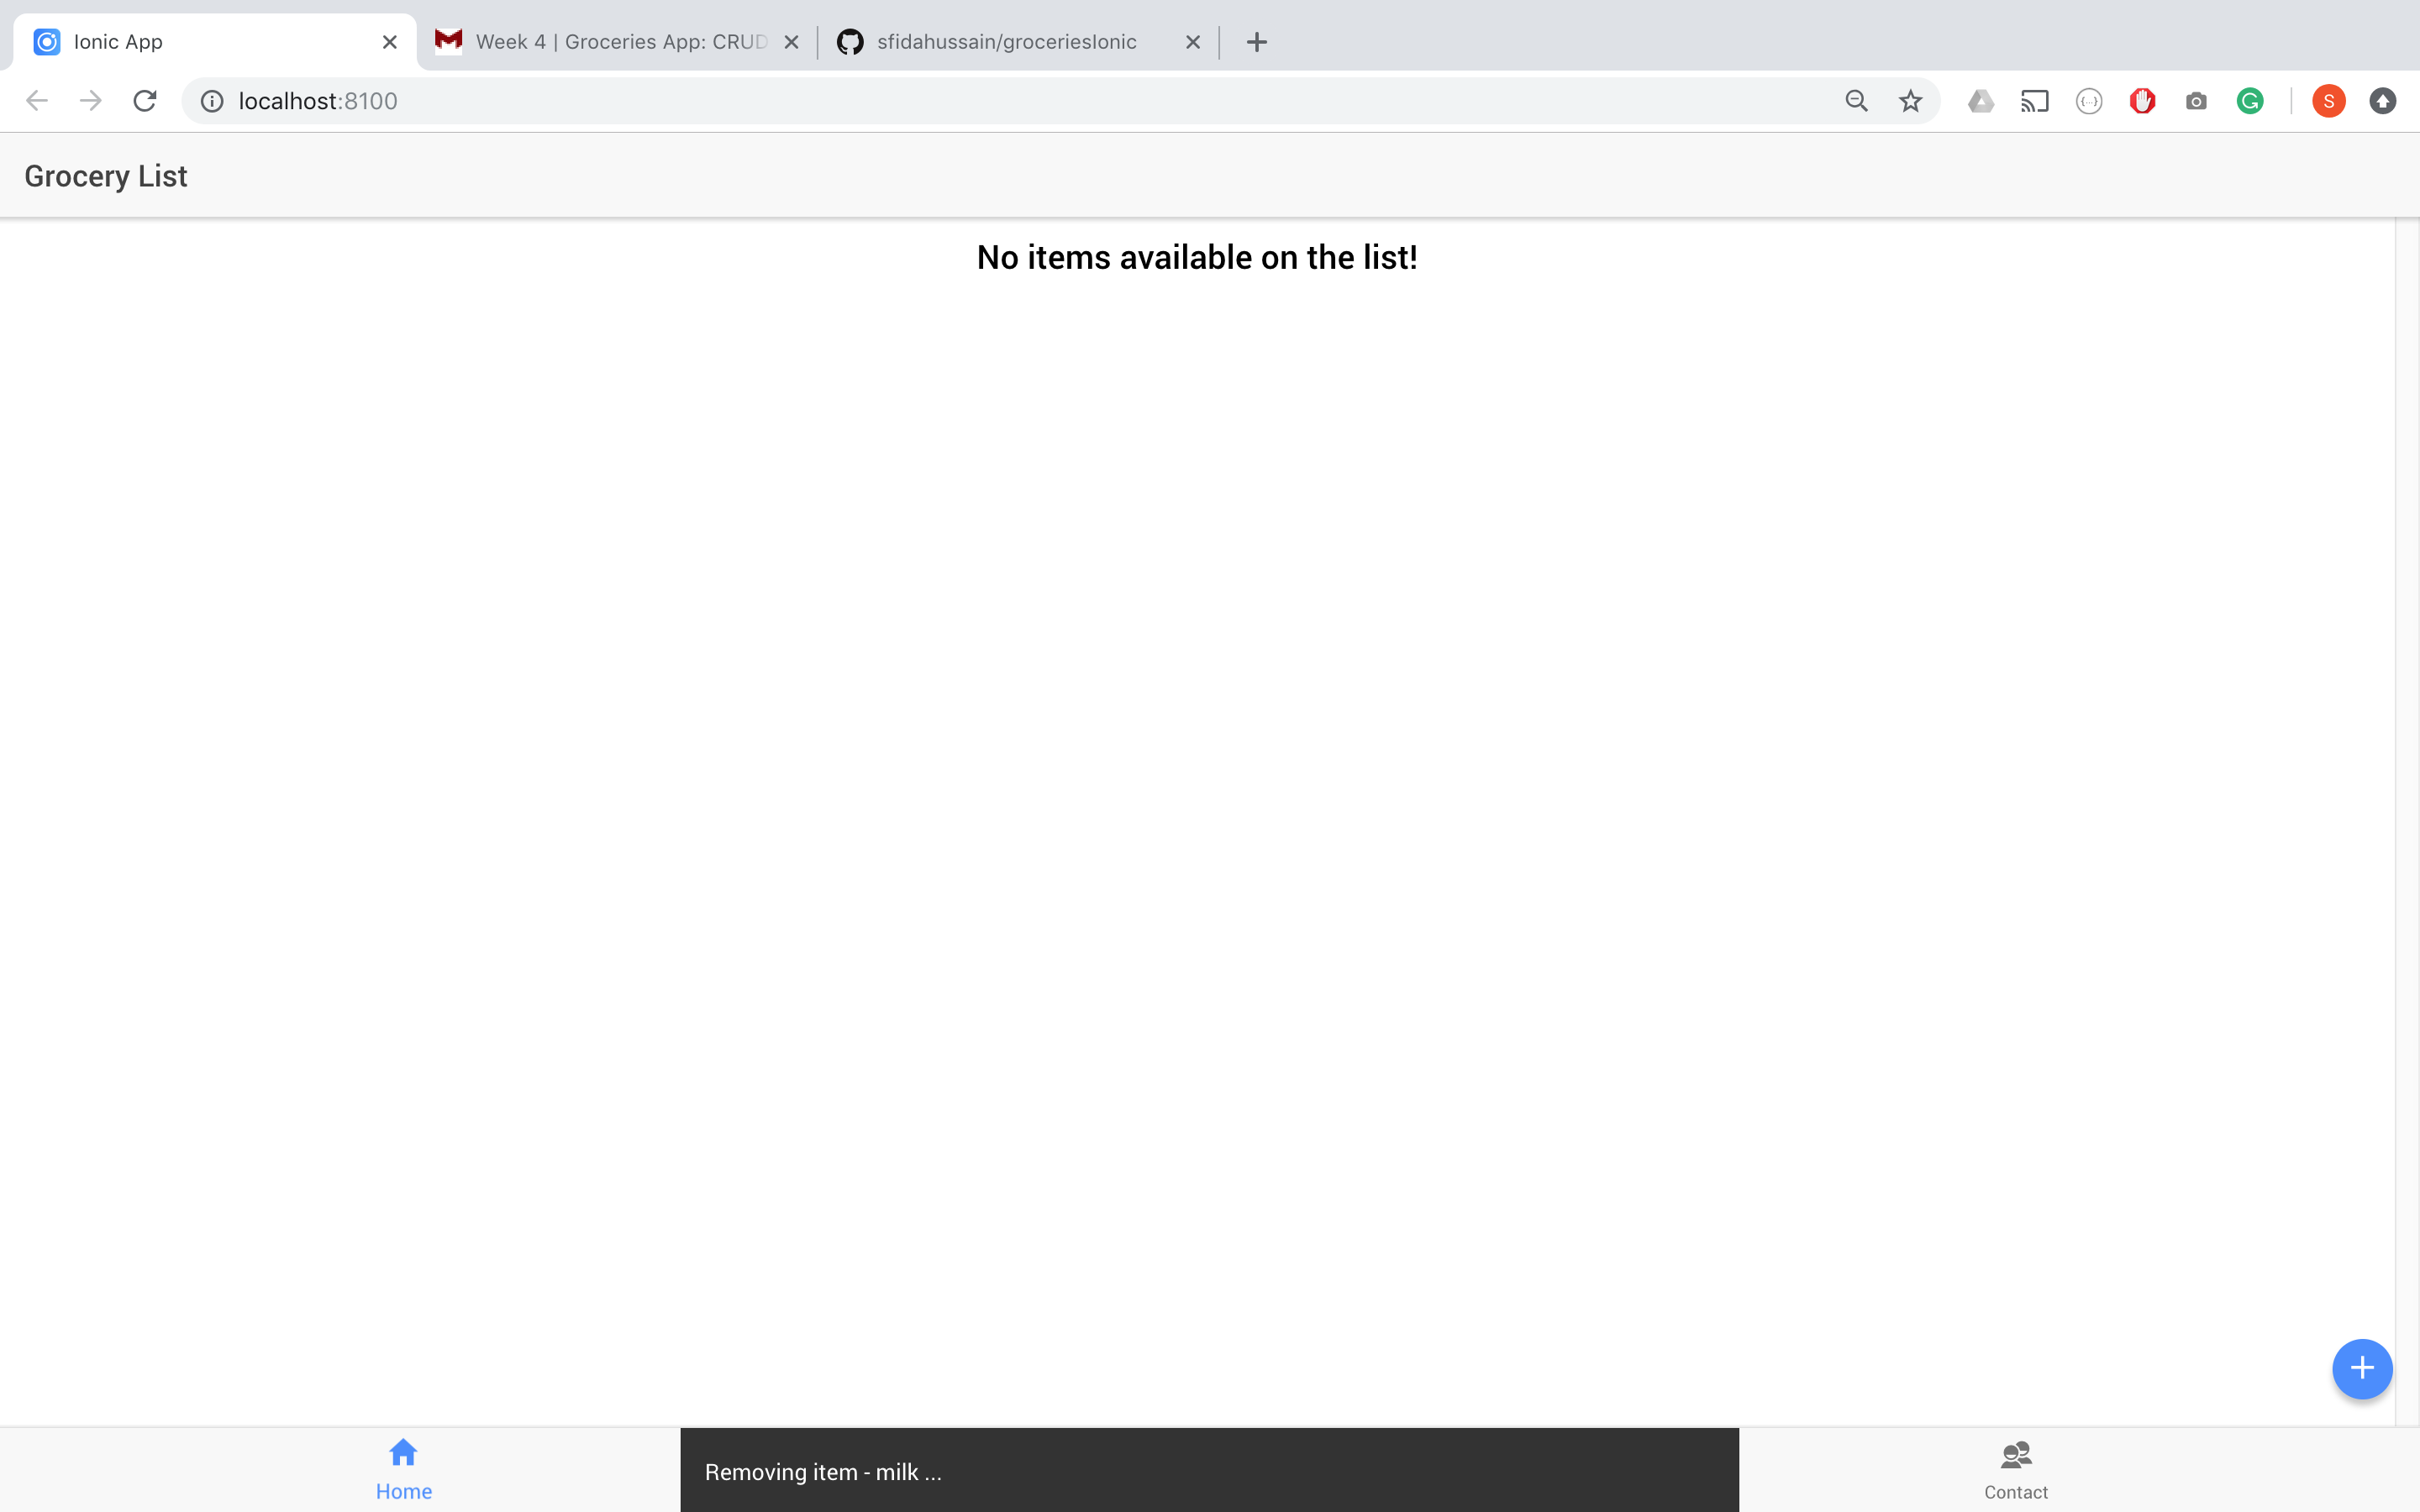 Ionic App
Week 4 | Groceries App: CRUD
sfidahussain/groceriesIonic
localhost:8100
S
Grocery List
No items available on the list!
Home
Removing item - milk ...
Contact